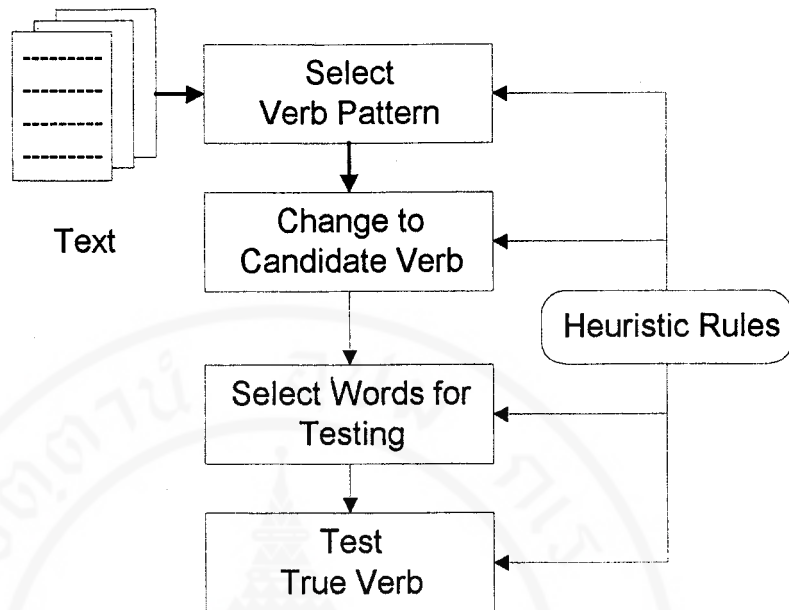 Select
Verb Pattern
Text
Change to
Candidate Verb
Heuristic Rules
Select Words for
Testing
Test
True Verb